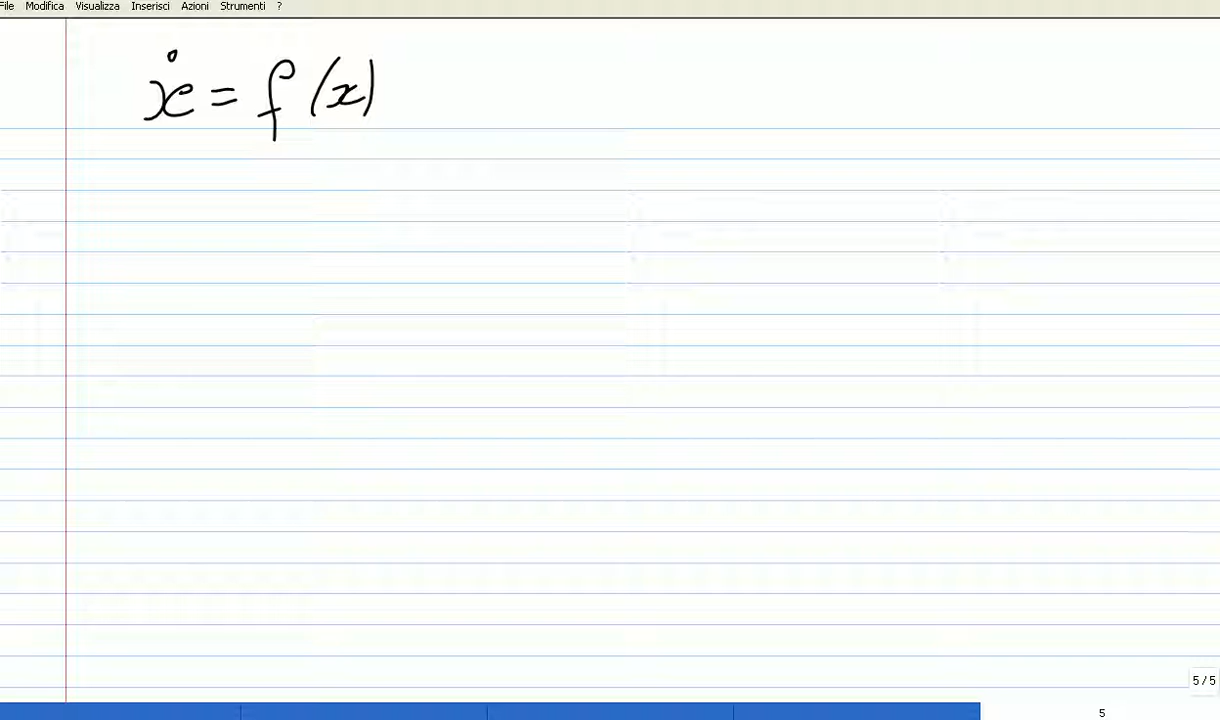 File Modifica Visualizza Inserisci Azioni Strumenti ?
ẋ = f(x)
5/5
5